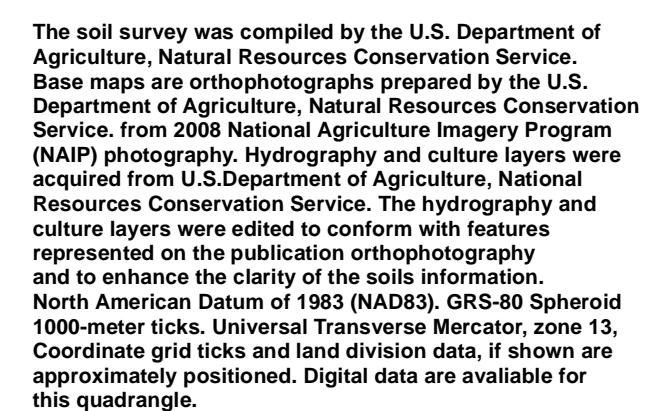 The soil survey was compiled by the U.S. Department of
Agriculture, Natural Resources Conservation Service.
Base maps are orthophotographs prepared by the U.S.
Department of Agriculture, Natural Resources Conservation
Service. from 2008 National Agriculture Imagery Program
(NAIP) photography. Hydrography and culture layers were
acquired from U.S.Department of Agriculture, National
Resources Conservation Service. The hydrography and
culture layers were edited to conform with features
represented on the publication orthophotography
and to enhance the clarity of the soils information.
North American Datum of 1983 (NAD83). GRS-80 Spheroid
1000-meter ticks. Universal Transverse Mercator, zone 13,
Coordinate grid ticks and land division data, if shown are
approximately positioned. Digital data are avaliable for
this quadrangle.